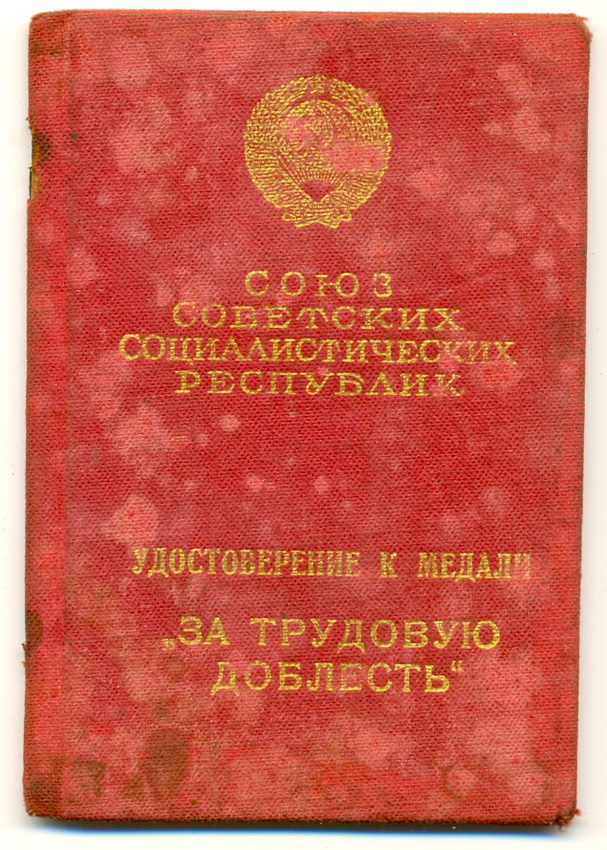 СОЮЗ
СОВЕТСКИХ
СОЦИАЛИСТИЧЕСКИХ
РЕСПУБЛИК
УДОСТОВЕРЕНИЕ К МЕДАЛИ
„ЗА ТРУДОВУЮ
ДОБЛЕСТЬ“